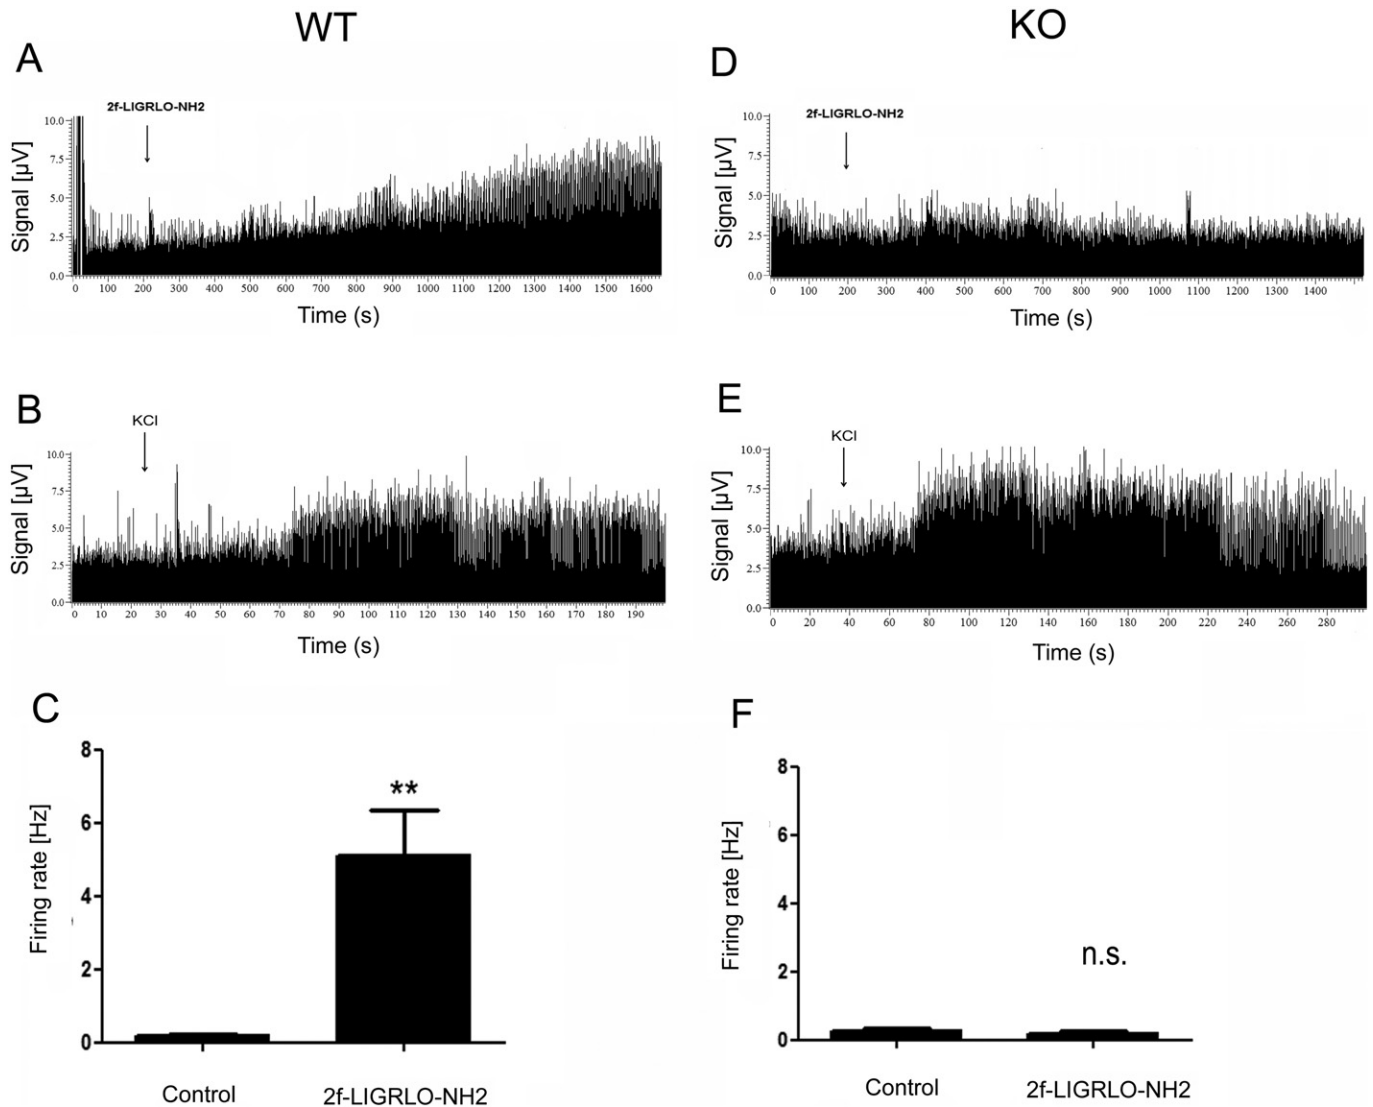 WT
KO
A
2f-LIGRLO-NH2
Signal [µV]
10.0
7.5
5.0
2.5
0.0
0 100 200 300 400 500 600 700 800 900 1000 1100 1200 1300 1400 1500 1600
Time (s)
D
2f-LIGRLO-NH2
Signal [µV]
10.0
7.5
5.0
2.5
0.0
0 100 200 300 400 500 600 700 800 900 1000 1100 1200 1300 1400
Time (s)
B
KCl
Signal [µV]
10.0
7.5
5.0
2.5
0.0
0 10 20 30 40 50 60 70 80 90 100 110 120 130 140 150 160 170 180 190
Time (s)
E
KCl
Signal [µV]
10.0
7.5
5.0
2.5
0.0
0 20 40 60 80 100 120 140 160 180 200 220 240 260 280
Time (s)
C
Firing rate [Hz]
8
6
4
2
0
**
Control 2f-LIGRLO-NH2
F
Firing rate [Hz]
8
6
4
2
0
n.s.
Control 2f-LIGRLO-NH2